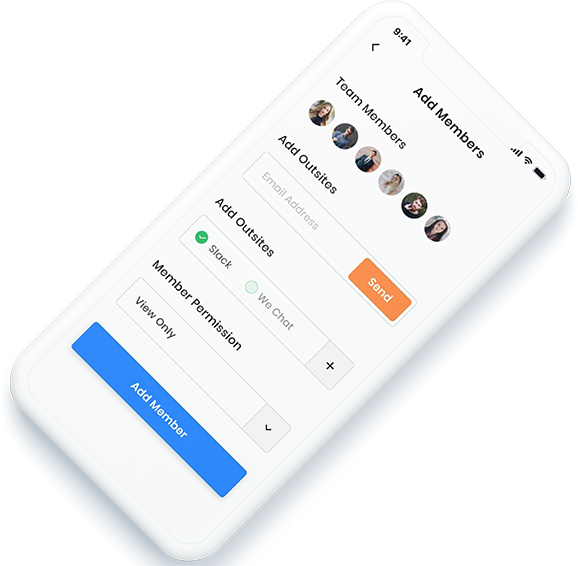 9:41
Add Members
Team Members
Add Outsites
Email Address
Send
Add Outsites
Slack
We Chat
+
Member Permission
View Only
Add Member